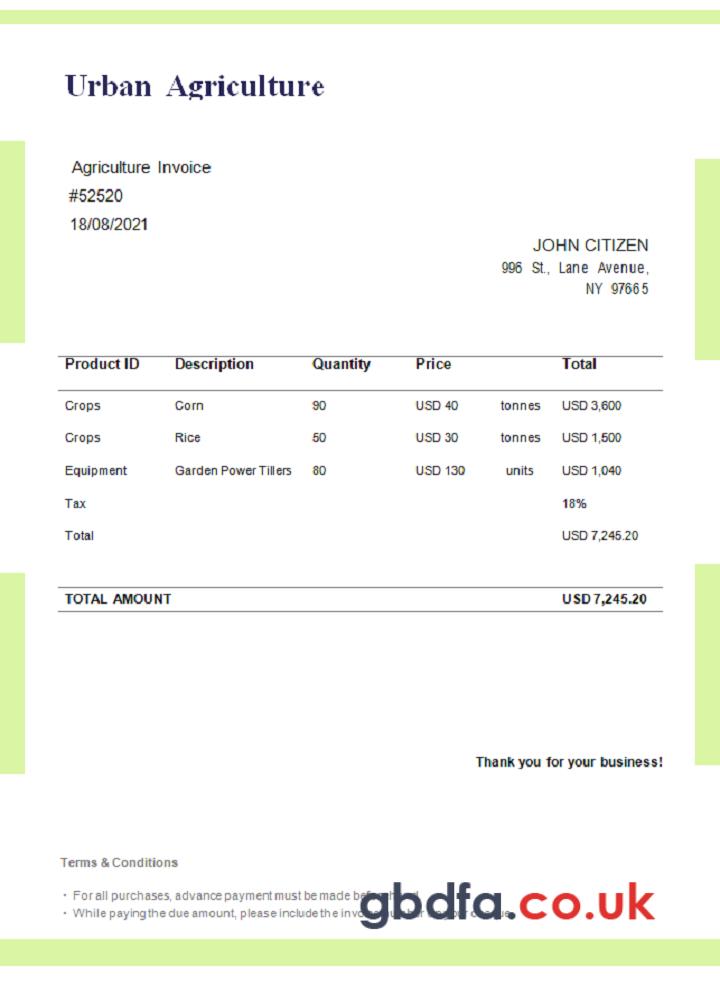 Urban Agriculture
Agriculture Invoice
#52520
18/08/2021
JOHN CITIZEN
996 St., Lane Avenue,
NY 97665
Product ID Description Quantity Price Total
Crops Corn 90 USD 40 tonnes USD 3,600
Crops Rice 50 USD 30 tonnes USD 1,500
Equipment Garden Power Tillers 80 USD 130 units USD 1,040
Tax 18%
Total USD 7,245.20
TOTAL AMOUNT USD 7,245.20
Thank you for your business!
Terms & Conditions
• For all purchases, advance payment must be made
• While paying the due amount, please include the
gbdfa.co.uk